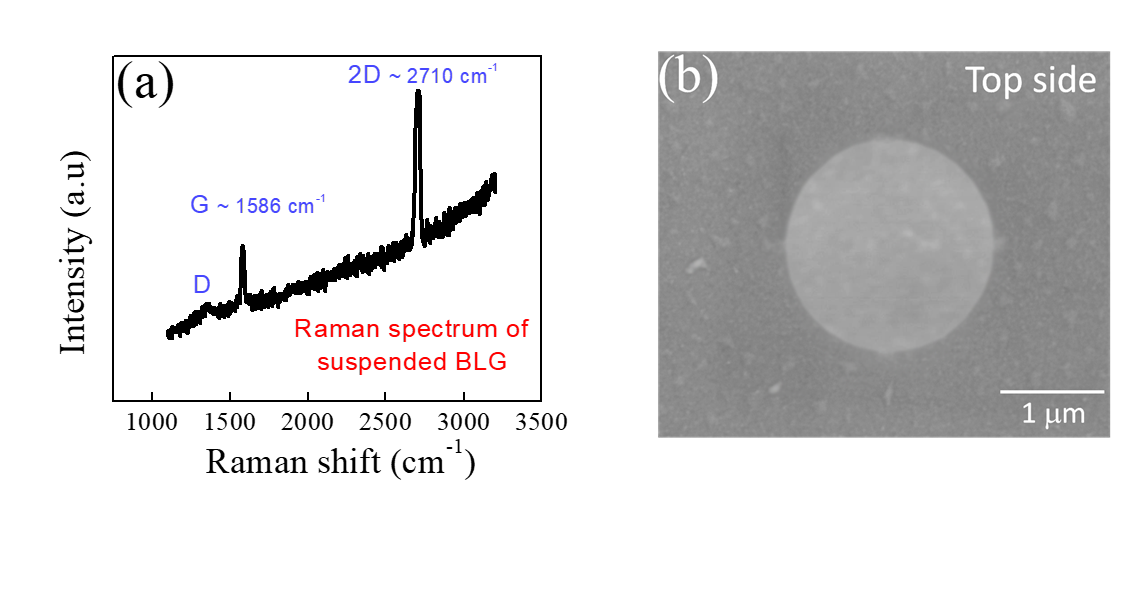 (a)
2D ~ 2710 cm⁻¹
G ~ 1586 cm⁻¹
D
Raman spectrum of
suspended BLG
Intensity (a.u)
1000 1500 2000 2500 3000 3500
Raman shift (cm⁻¹)
(b)
Top side
1 μm